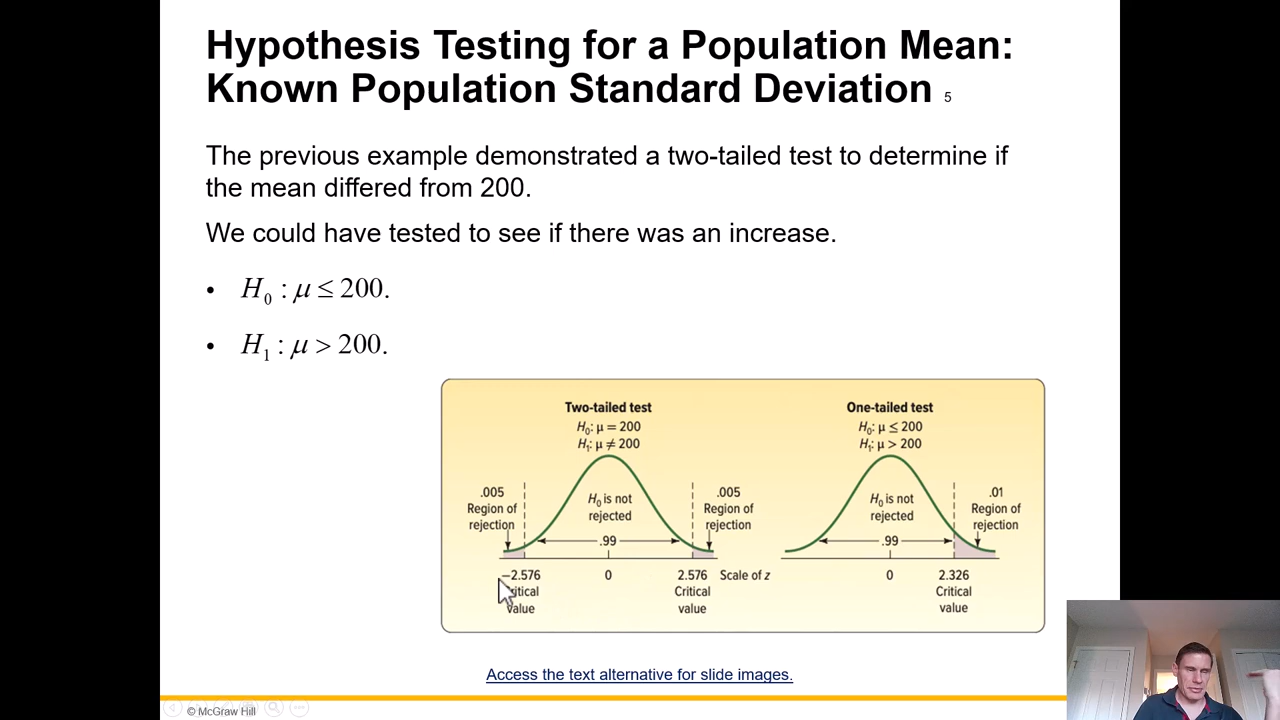 Hypothesis Testing for a Population Mean:
Known Population Standard Deviation 5
The previous example demonstrated a two-tailed test to determine if
the mean differed from 200.
We could have tested to see if there was an increase.
• H₀ : μ ≤ 200.
• H₁ : μ > 200.
Two-tailed test
H₀: μ = 200
H₁: μ ≠ 200
.005
Region of
rejection
H₀ is not
rejected
.99
.005
Region of
rejection
−2.576
Critical
value
0
2.576
Critical
value
Scale of z
One-tailed test
H₀: μ ≤ 200
H₁: μ > 200
H₀ is not
rejected
.99
.01
Region of
rejection
0
2.326
Critical
value
Access the text alternative for slide images.
© McGraw Hill